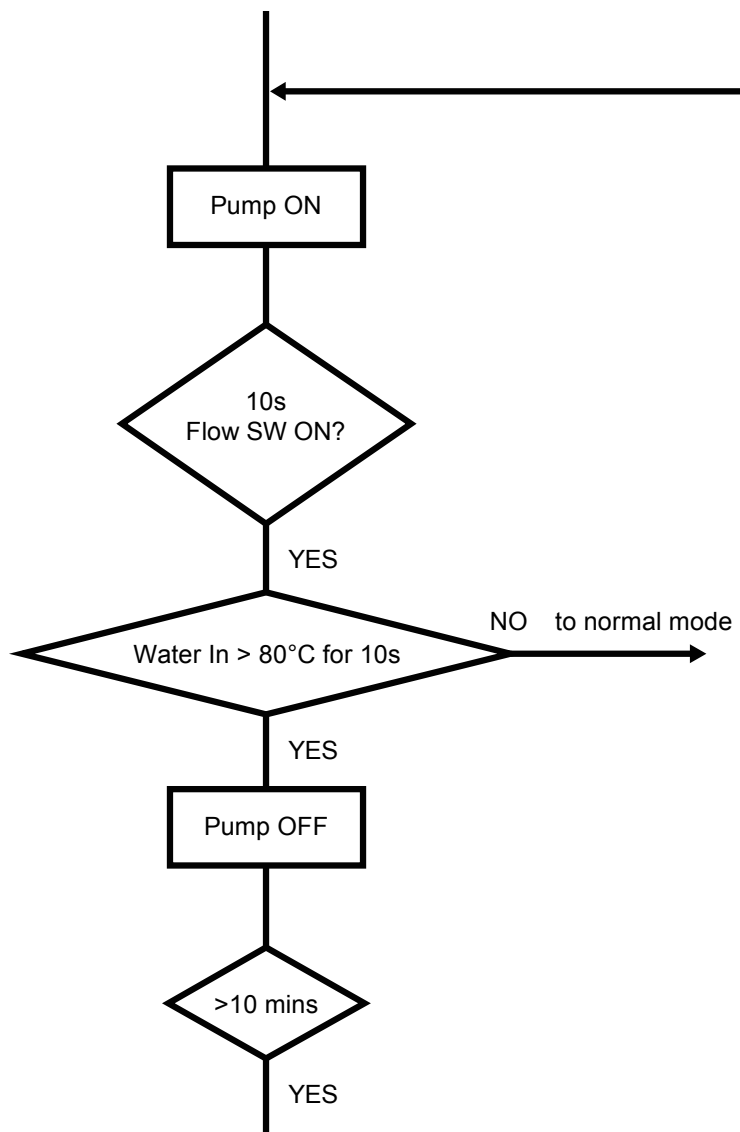 Pump ON
10s
Flow SW ON?
YES
NO to normal mode
Water In > 80°C for 10s
YES
Pump OFF
>10 mins
YES